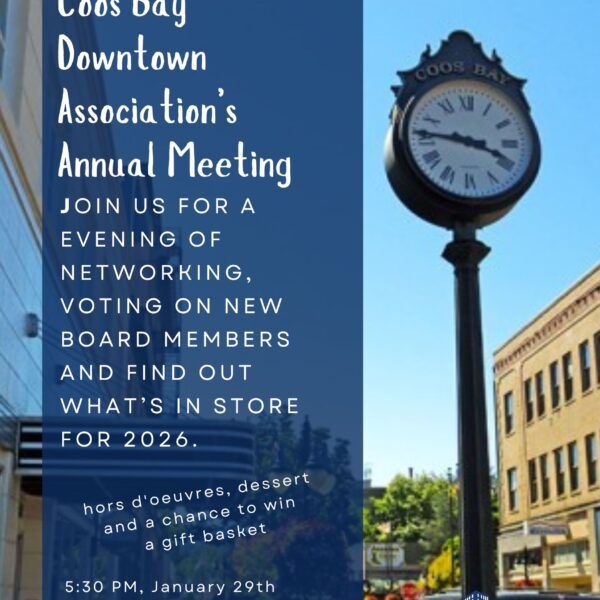 Coos Bay
Downtown
Association's
Annual Meeting
JOIN US FOR A
EVENING OF
NETWORKING,
VOTING ON NEW
BOARD MEMBERS
AND FIND OUT
WHAT'S IN STORE
FOR 2026.
hors d'oeuvres, dessert
and a chance to win
a gift basket
5:30 PM, January 29th
COOS BAY